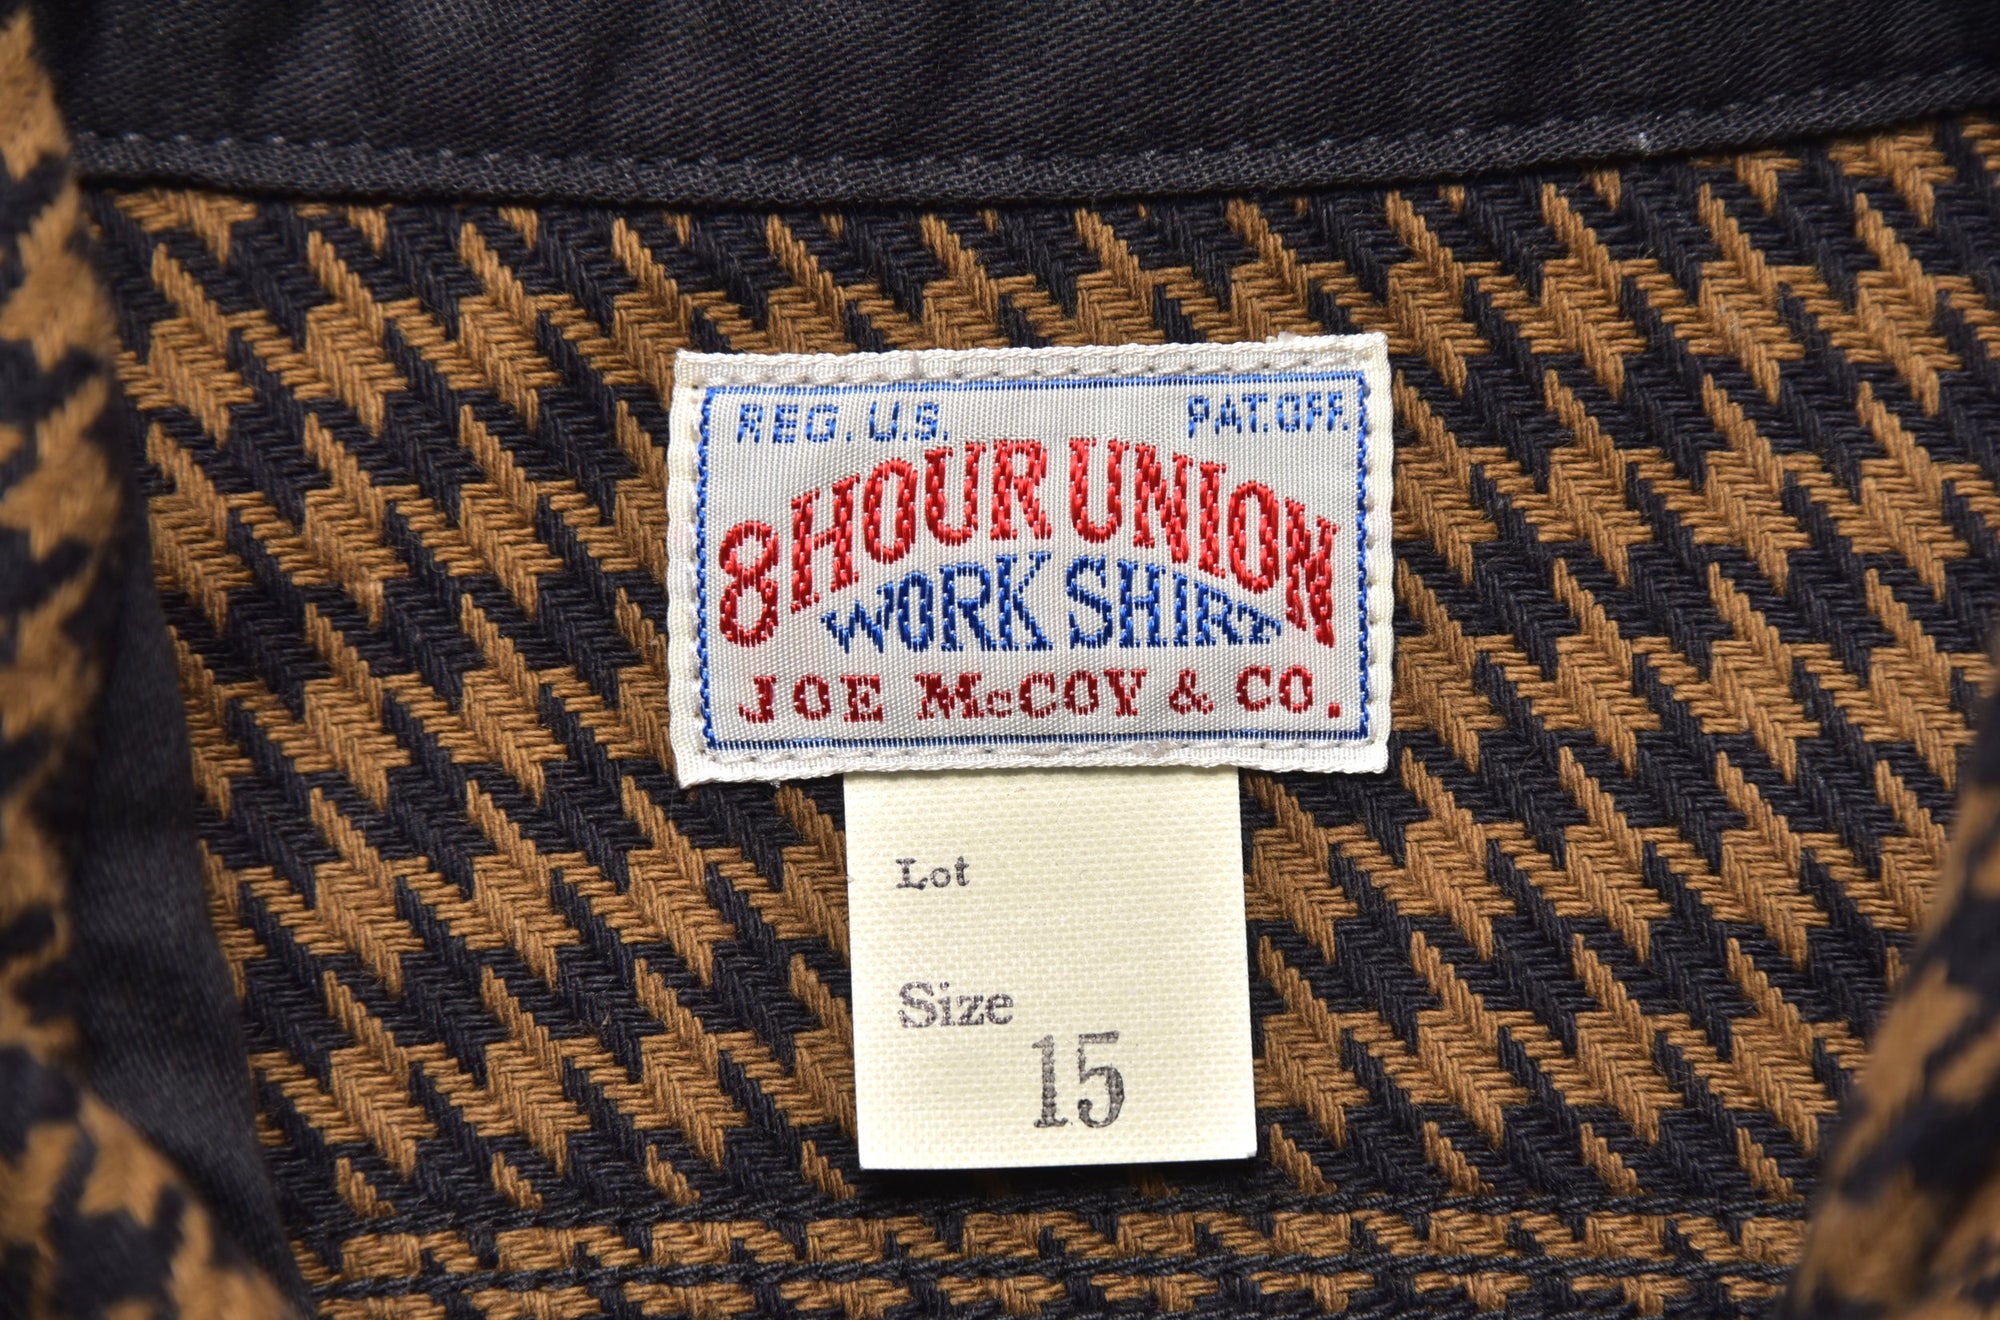 REG. U.S. PAT. OFF.
8 HOUR UNION
WORK SHIRT
JOE McCOY & CO.
Lot
Size
15